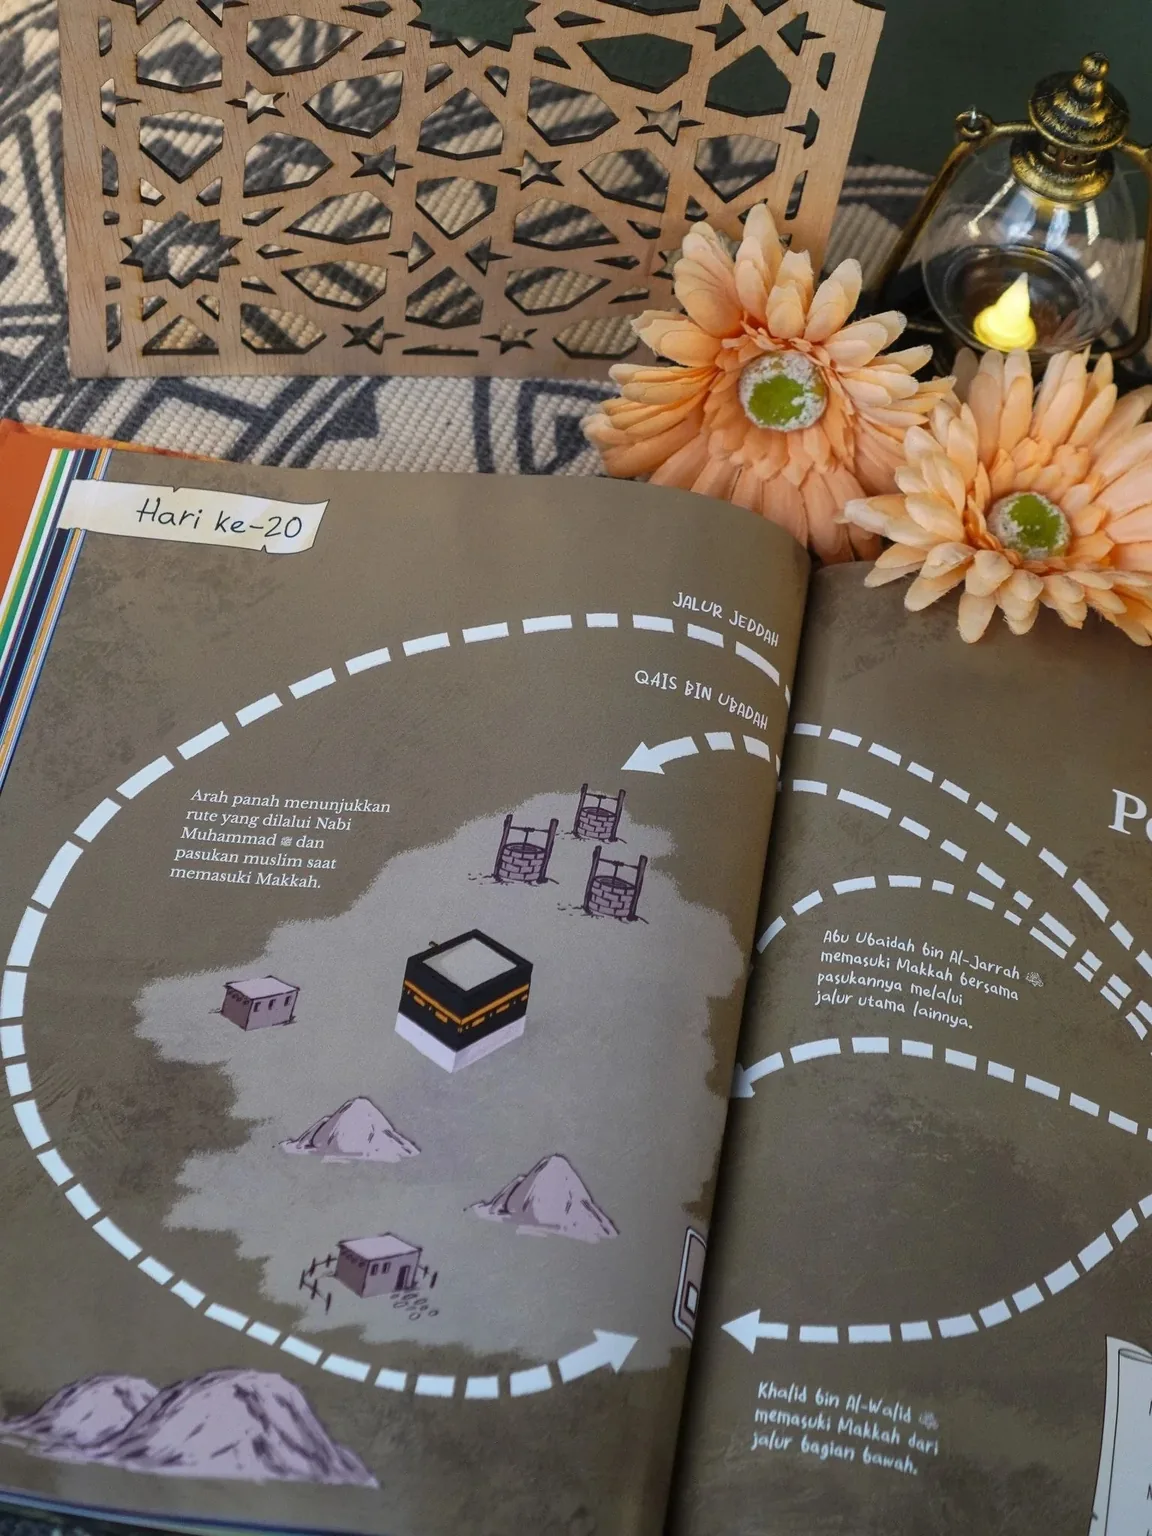 Hari ke-20
JALUR JEDDAH
QAIS BIN UBADAH
Arah panah menunjukkan
rute yang dilalui Nabi
Muhammad ﷺ dan
pasukan muslim saat
memasuki Makkah.
Abu Ubaidah bin Al-Jarrah
memasuki Makkah bersama
pasukannya melalui
jalur utama lainnya.
Khalid bin Al-Walid
memasuki Makkah dari
jalur bagian bawah.